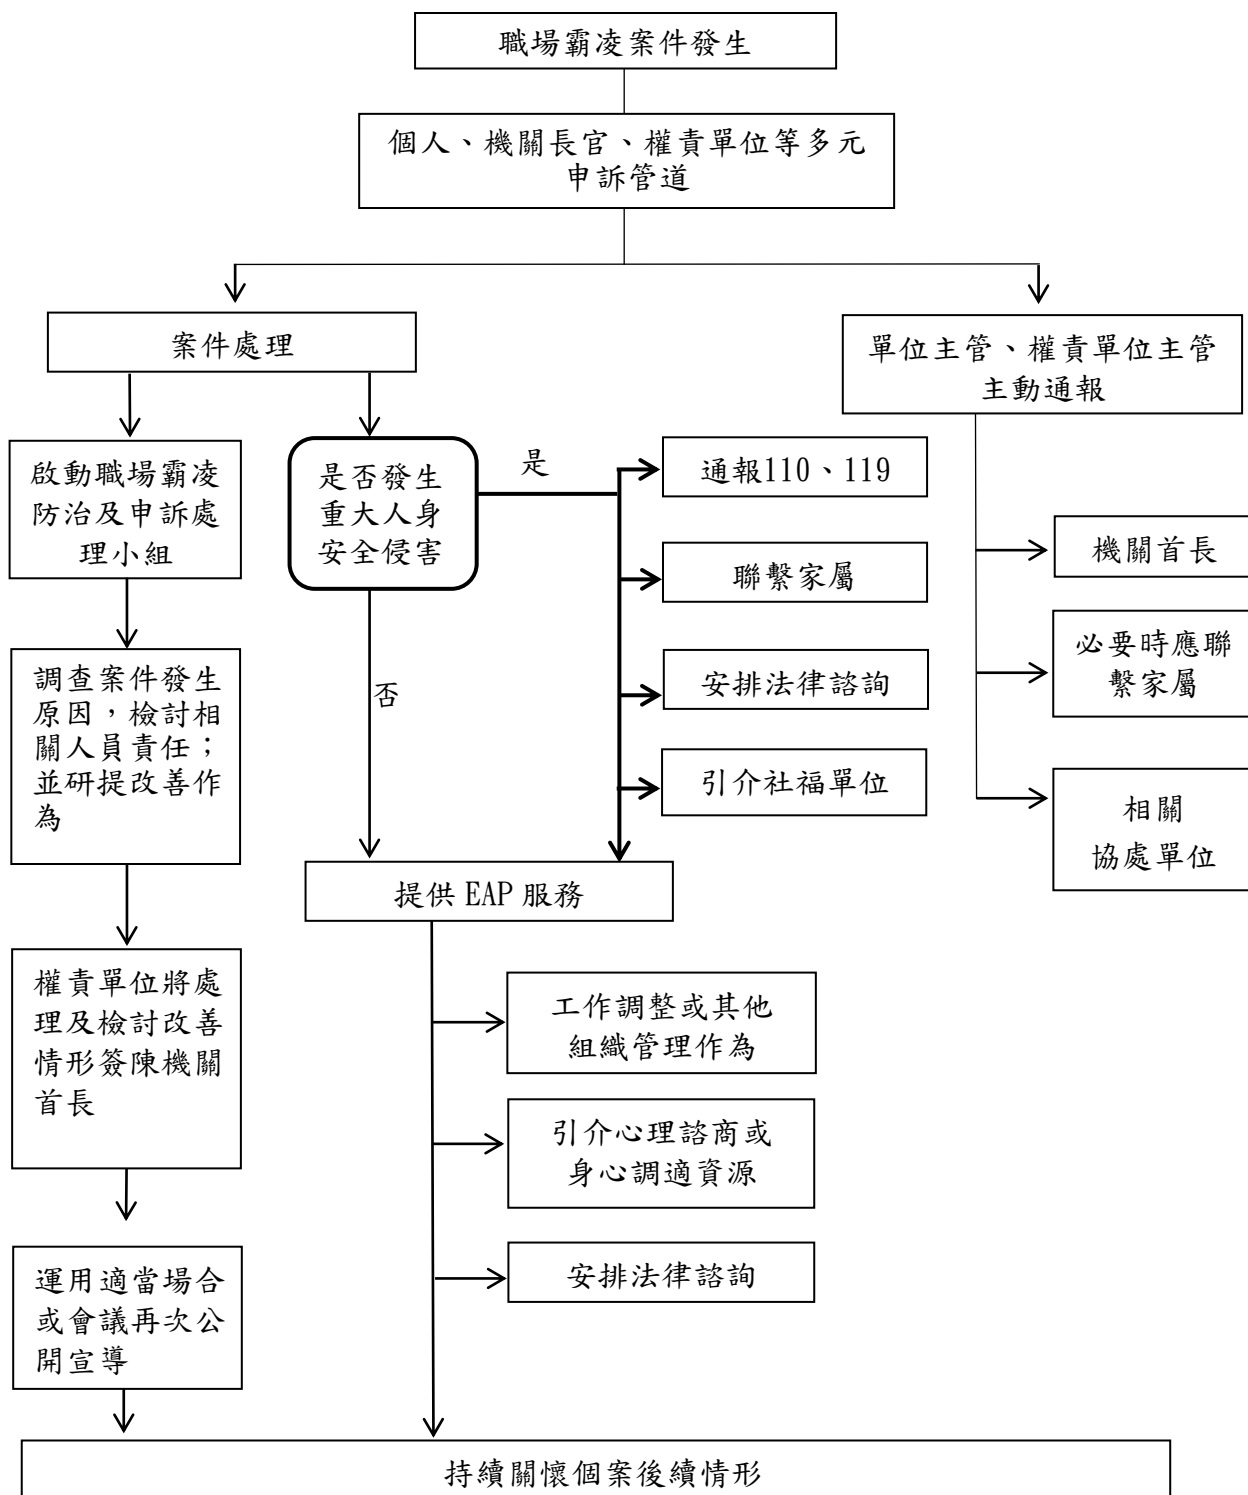 職場霸凌案件發生
個人、機關長官、權責單位等多元
申訴管道
案件處理
單位主管、權責單位主管
主動通報
啟動職場霸凌
防治及申訴處
理小組
是否發生
重大人身
安全侵害
是
通報110、119
聯繫家屬
安排法律諮詢
引介社福單位
機關首長
必要時應聯
繫家屬
相關
協處單位
調查案件發生
原因，檢討相
關人員責任；
並研提改善作
為
否
提供 EAP 服務
權責單位將處
理及檢討改善
情形簽陳機關
首長
工作調整或其他
組織管理作為
引介心理諮商或
身心調適資源
安排法律諮詢
運用適當場合
或會議再次公
開宣導
持續關懷個案後續情形